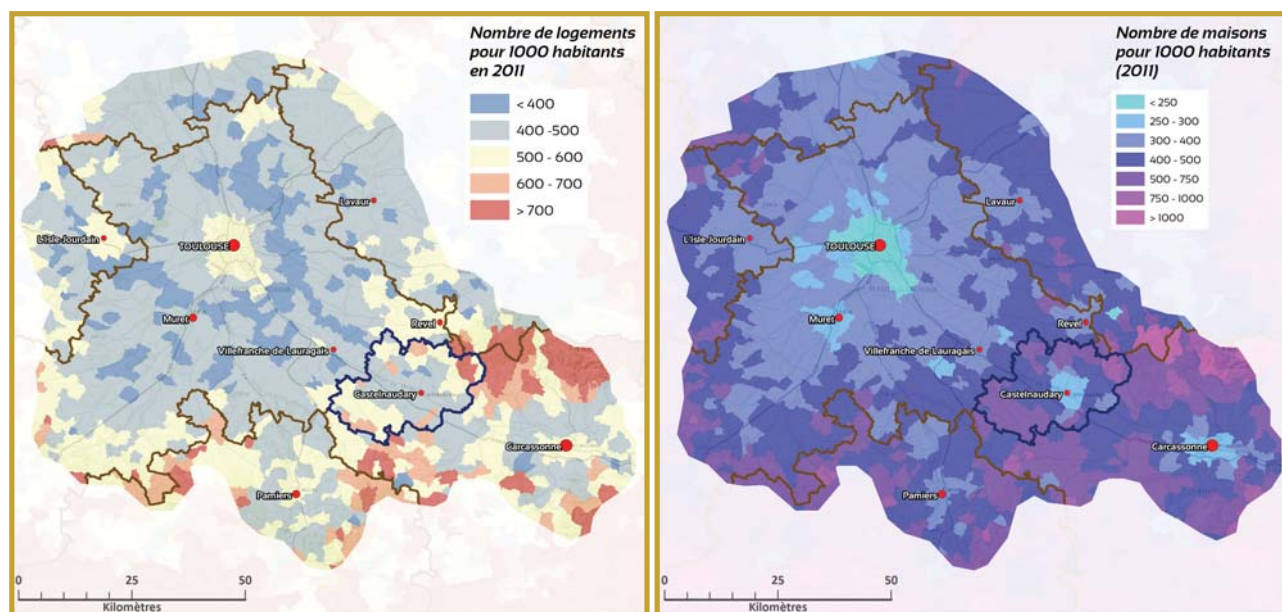 Nombre de logements
pour 1000 habitants
en 2011
< 400
400 -500
500 - 600
600 - 700
> 700
Lavaur
L'Isle-Jourdain
TOULOUSE
Muret
Revel
Villefranche de Lauragais
Castelnaudary
Carcassonne
Pamiers
0 25 50
Kilomètres
Nombre de maisons
pour 1000 habitants
(2011)
< 250
250 - 300
300 - 400
400 - 500
500 - 750
750 - 1000
> 1000
Lavaur
L'Isle-Jourdain
TOULOUSE
Muret
Revel
Villefranche de Lauragais
Castelnaudary
Carcassonne
Pamiers
0 25 50
Kilomètres